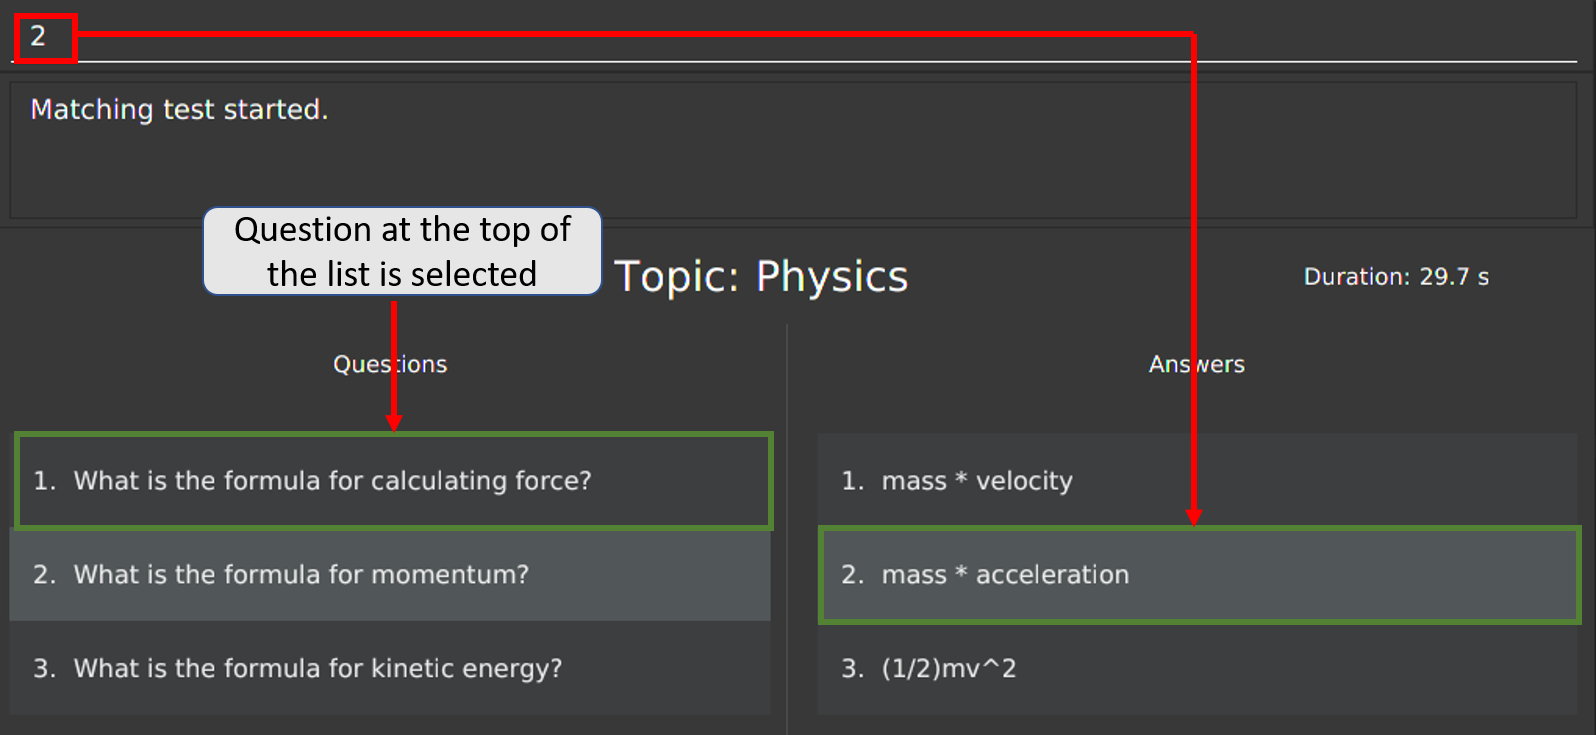 2
Matching test started.
Question at the top of
the list is selected
Topic: Physics
Duration: 29.7 s
Questions
Answers
1. What is the formula for calculating force?
1. mass * velocity
2. What is the formula for momentum?
2. mass * acceleration
3. What is the formula for kinetic energy?
3. (1/2)mv^2